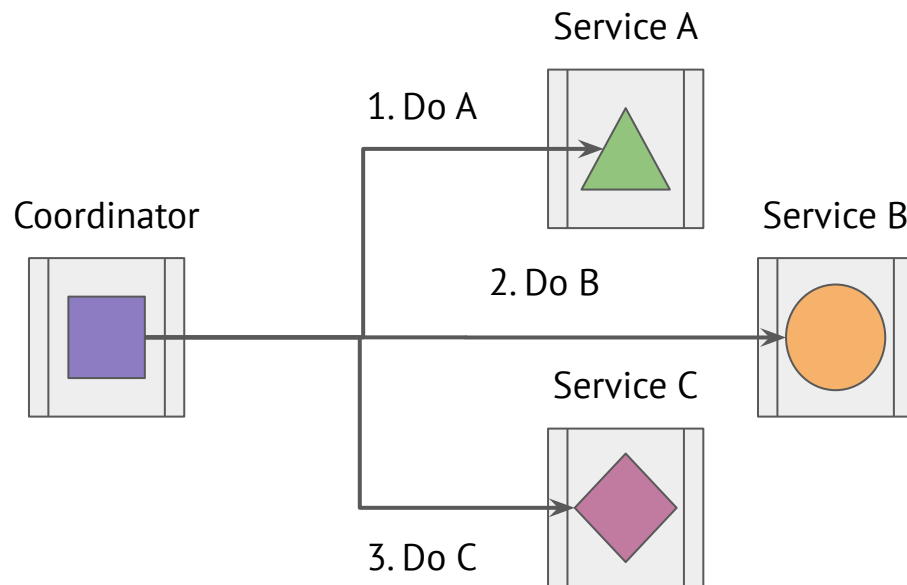 Service A
1. Do A
Coordinator
Service B
2. Do B
Service C
3. Do C